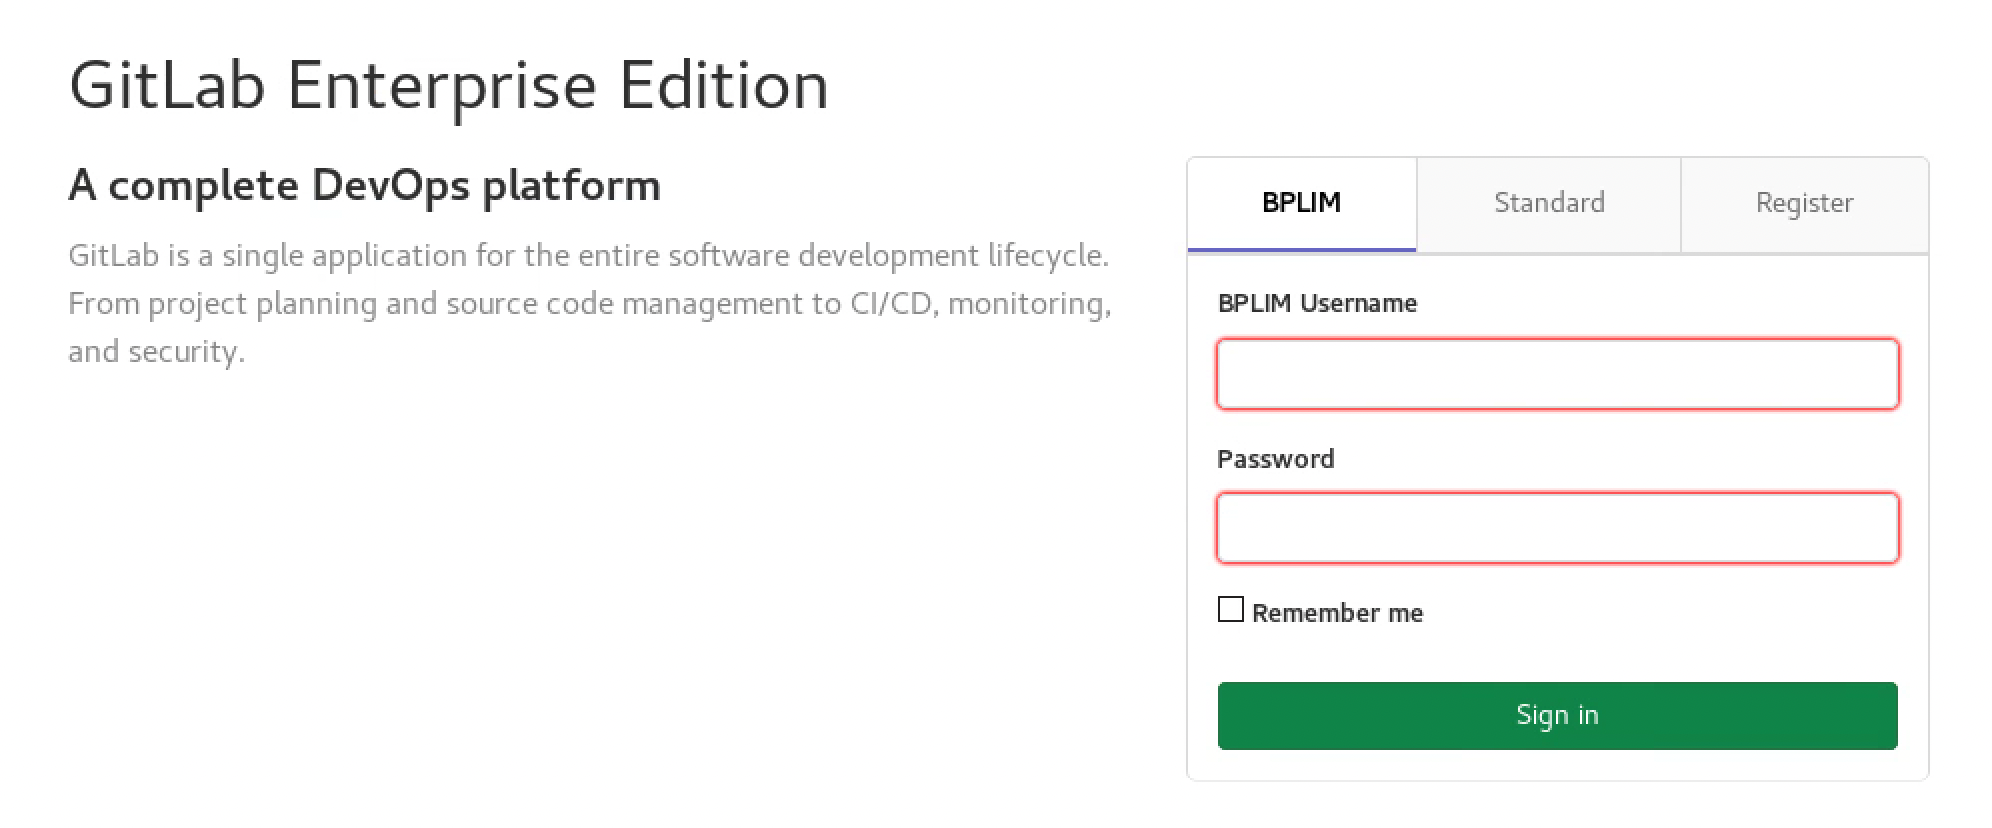 GitLab Enterprise Edition
A complete DevOps platform
GitLab is a single application for the entire software development lifecycle.
From project planning and source code management to CI/CD, monitoring,
and security.
BPLIM
Standard
Register
BPLIM Username
Password
Remember me
Sign in